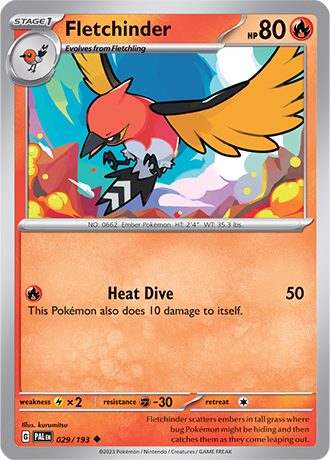 STAGE1
Fletchinder
HP 80
Evolves from Fletchling
NO. 0662 Ember Pokémon HT: 2'4" WT: 35.3 lbs.
Heat Dive 50
This Pokémon also does 10 damage to itself.
weakness ×2 resistance -30 retreat
Illus. kurumitsu
G PAL EN 029/193
Fletchinder scatters embers in tall grass where
bug Pokémon might be hiding and then
catches them as they come leaping out.
©2023 Pokémon / Nintendo / Creatures / GAME FREAK